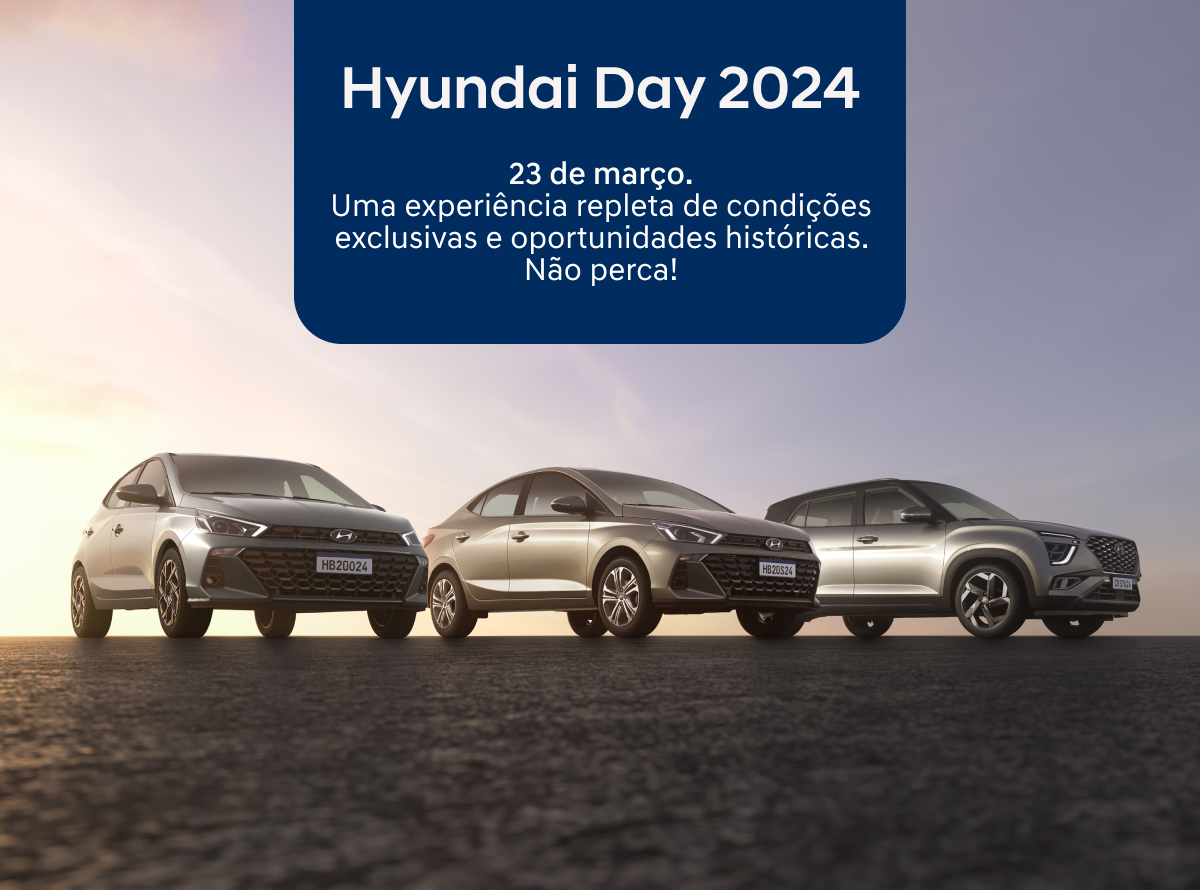 Hyundai Day 2024
23 de março.
Uma experiência repleta de condições
exclusivas e oportunidades históricas.
Não perca!
HB20024
HB20S24